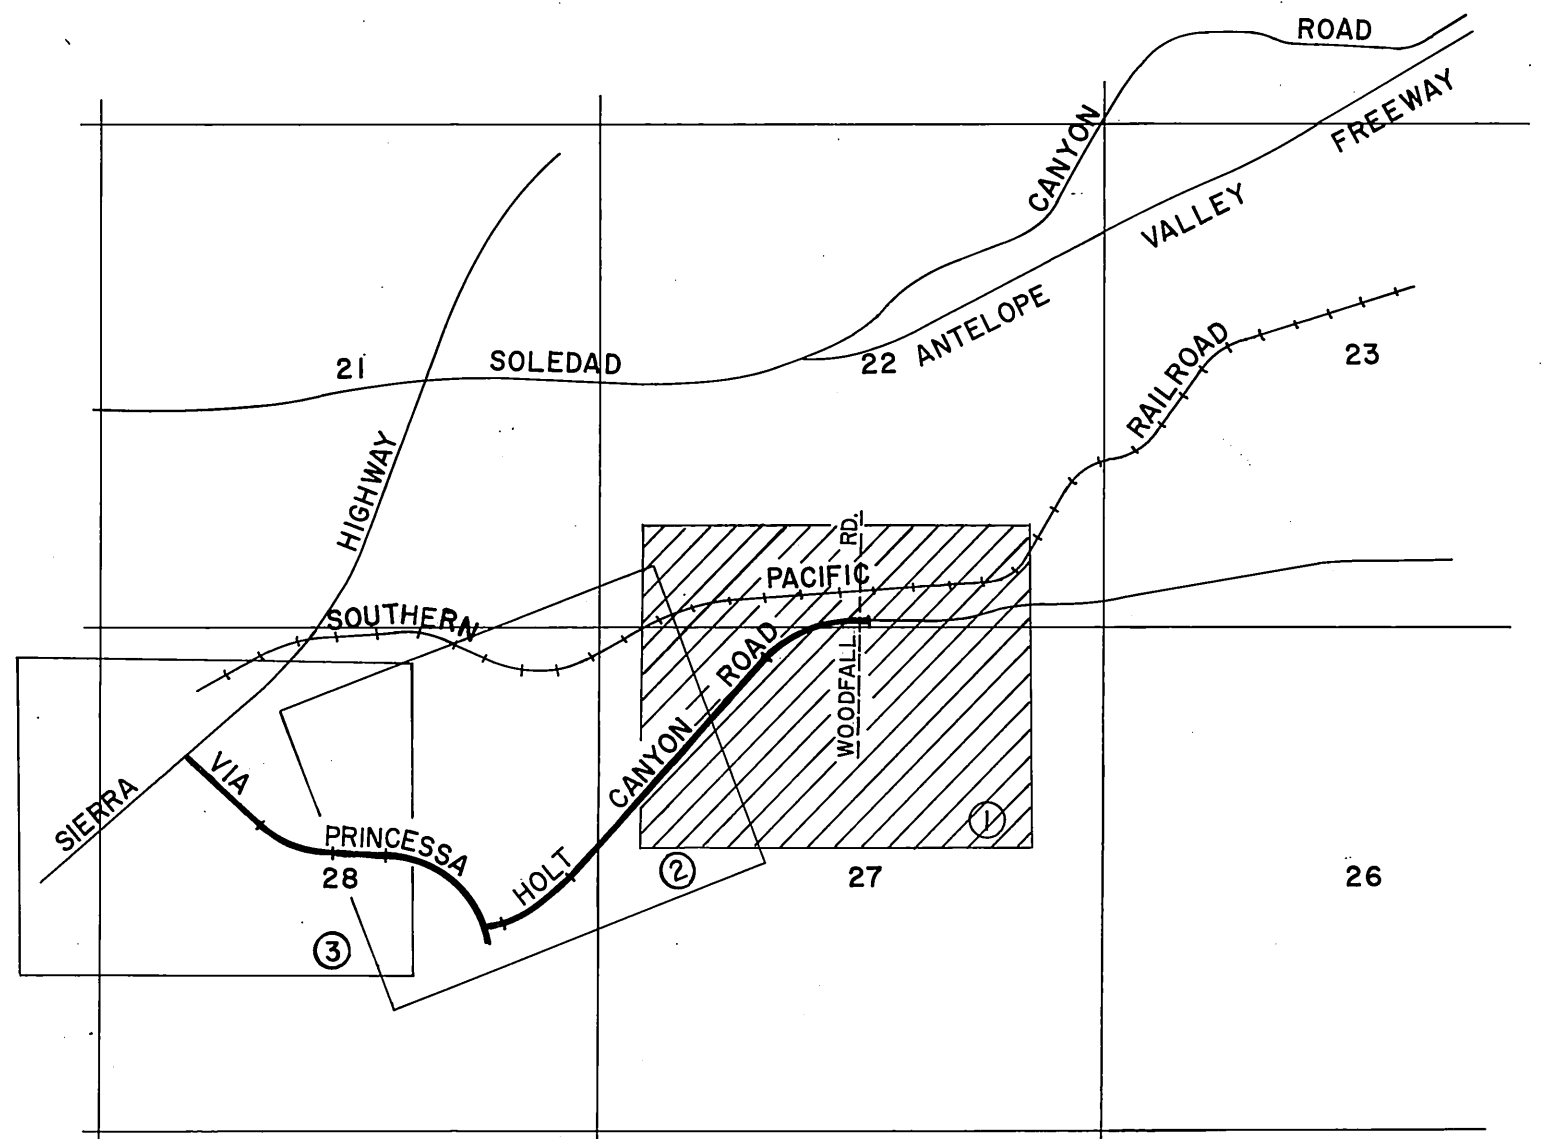 ROAD
CANYON
FREEWAY
VALLEY
ANTELOPE
21
SOLEDAD
22
23
RAILROAD
HIGHWAY
RD.
PACIFIC
SOUTHERN
ROAD
WOODFALL
CANYON
VIA
SIERRA
PRINCESSA
HOLT
1
2
28
27
26
3